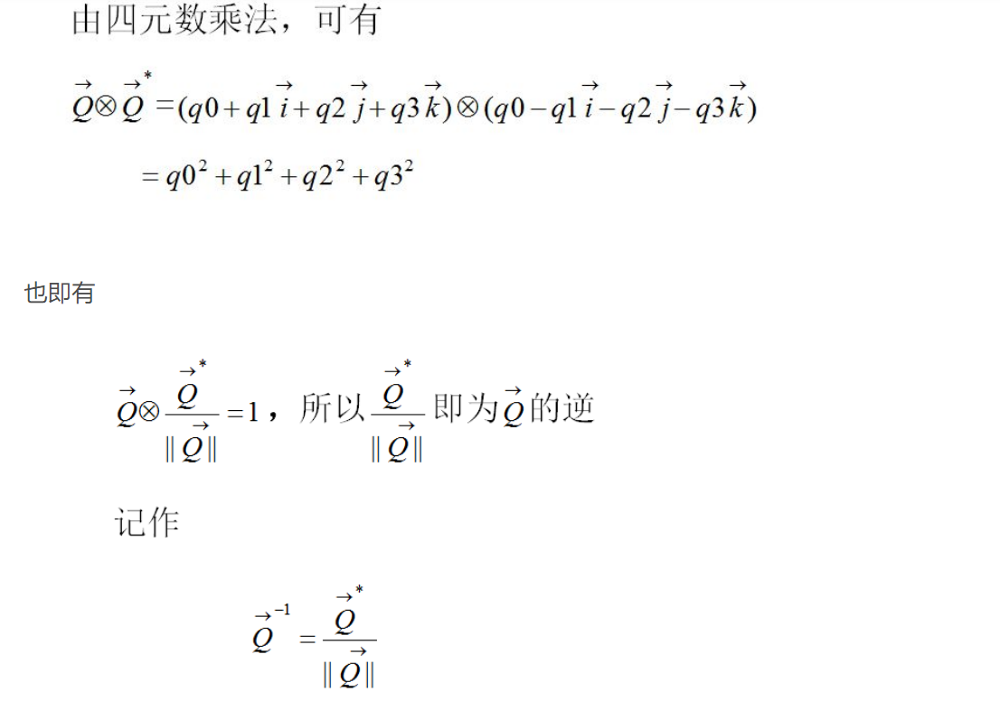 由四元数乘法，可有
$\vec{Q} \otimes \vec{Q}^{*} = (q0 + q1\vec{i} + q2\vec{j} + q3\vec{k}) \otimes (q0 - q1\vec{i} - q2\vec{j} - q3\vec{k})$
$= q0^{2} + q1^{2} + q2^{2} + q3^{2}$
也即有
$\vec{Q} \otimes \frac{\vec{Q}^{*}}{\|\vec{Q}\|} = 1$，所以$\frac{\vec{Q}^{*}}{\|\vec{Q}\|}$即为$\vec{Q}$的逆
记作
$\vec{Q}^{-1} = \frac{\vec{Q}^{*}}{\|\vec{Q}\|}$